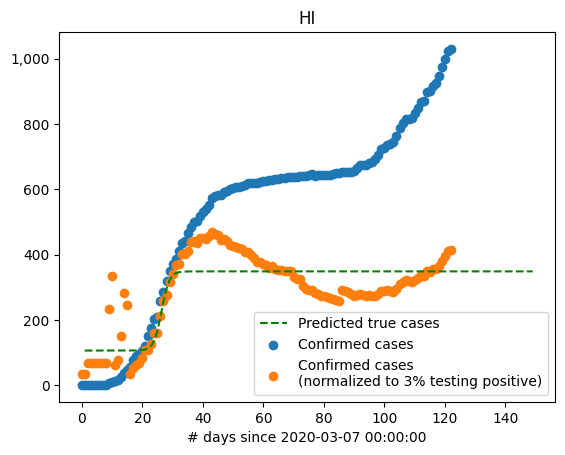 HI
1,000
800
600
400
200
0
Predicted true cases
Confirmed cases
Confirmed cases
(normalized to 3% testing positive)
0 20 40 60 80 100 120 140
# days since 2020-03-07 00:00:00